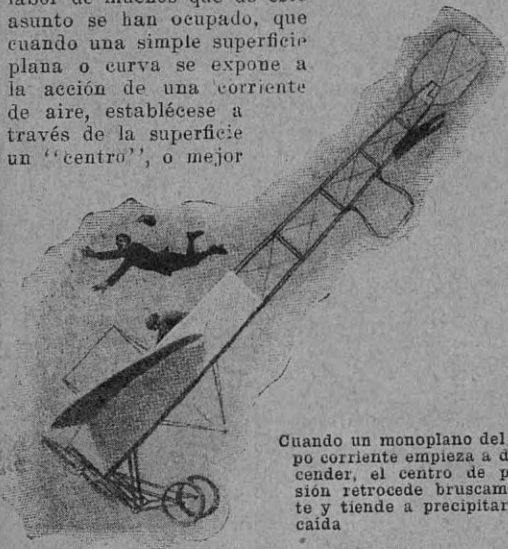 labor de muchos que de este
asunto se han ocupado, que
cuando una simple superficie
plana o curva se expone a
la acción de una corriente
de aire, establécese a
través de la superficie
un "centro", o mejor
Cuando un monoplano del
po corriente empieza a d
cender, el centro de p
sión retrocede bruscam
te y tiende a precipitar
caída